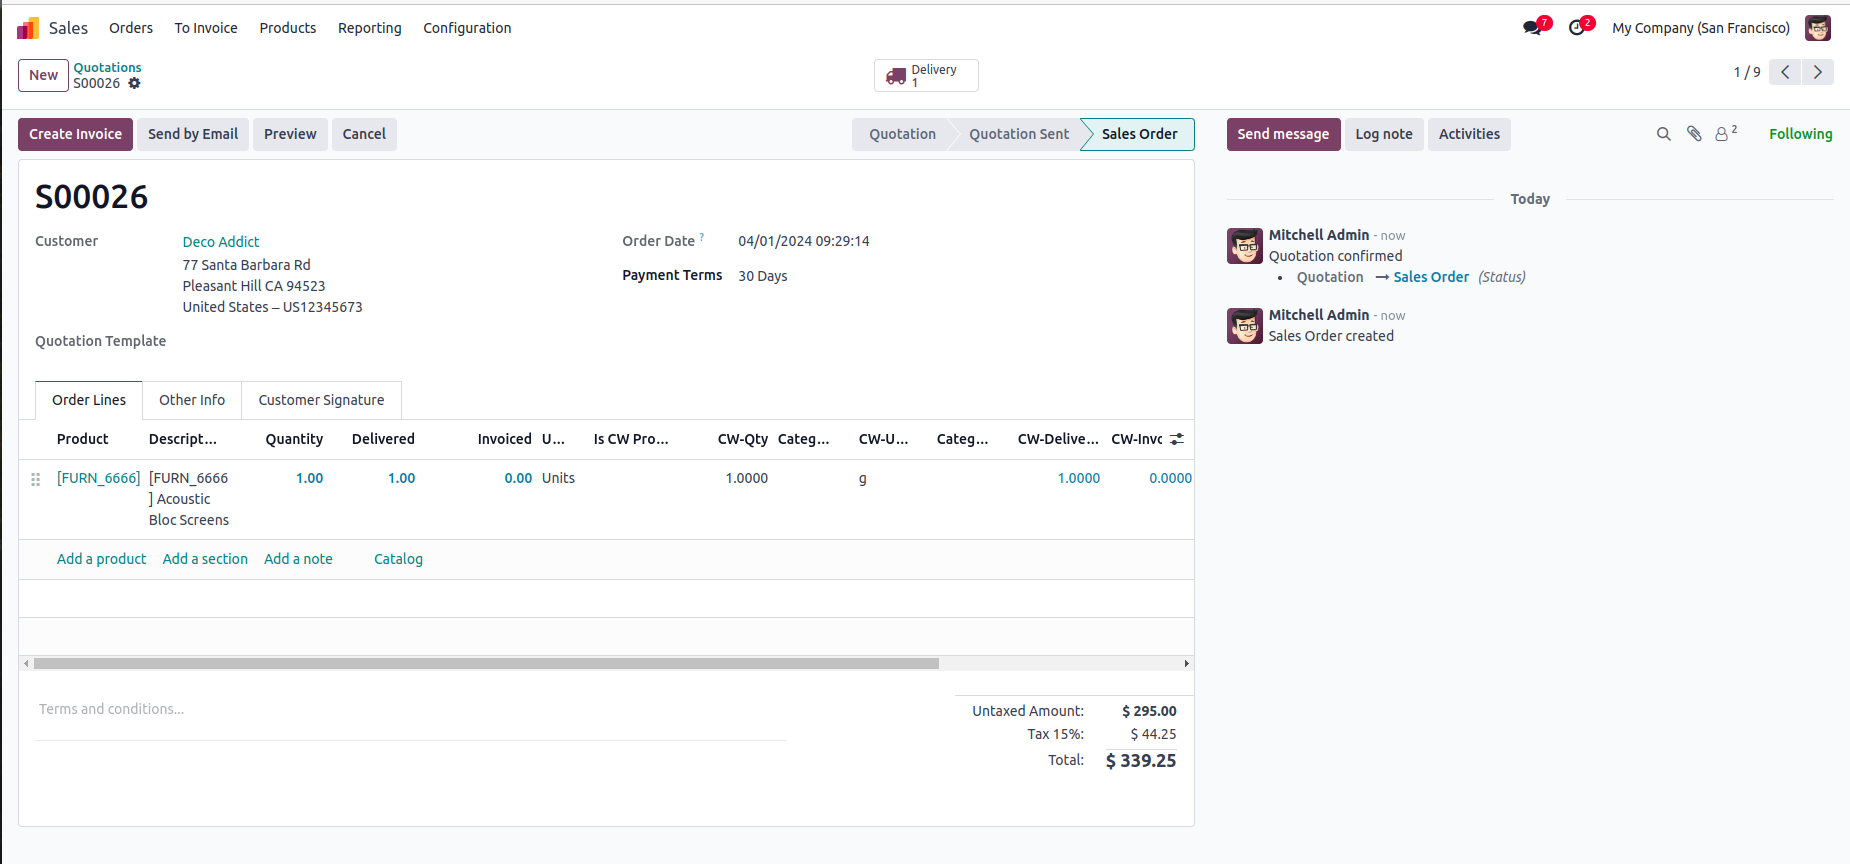 Sales Orders To Invoice Products Reporting Configuration 7 2 My Company (San Francisco)
New Quotations
S00026
Delivery
1
1 / 9
Create Invoice Send by Email Preview Cancel Quotation Quotation Sent Sales Order
Send message Log note Activities 2 Following
S00026
Customer Deco Addict
77 Santa Barbara Rd
Pleasant Hill CA 94523
United States – US12345673
Order Date ? 04/01/2024 09:29:14
Payment Terms 30 Days
Quotation Template
Order Lines Other Info Customer Signature
Product Descript... Quantity Delivered Invoiced U... Is CW Pro... CW-Qty Categ... CW-U... Categ... CW-Delive... CW-Invc
[FURN_6666] [FURN_6666 1.00 1.00 0.00 Units 1.0000 g 1.0000 0.0000
] Acoustic
Bloc Screens
Add a product Add a section Add a note Catalog
Terms and conditions...
Untaxed Amount: $ 295.00
Tax 15%: $ 44.25
Total: $ 339.25
Today
Mitchell Admin - now
Quotation confirmed
• Quotation → Sales Order (Status)
Mitchell Admin - now
Sales Order created